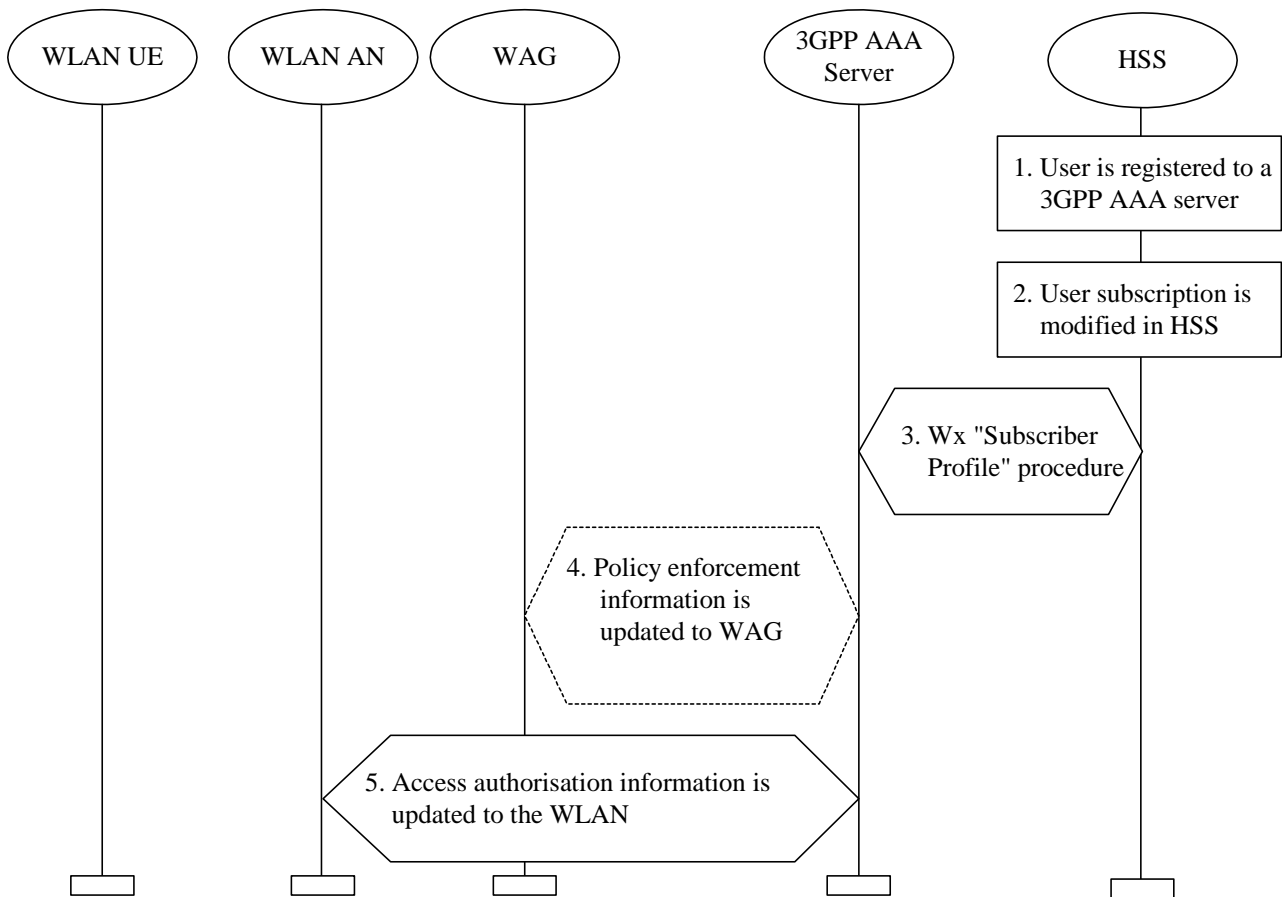 WLAN UE
WLAN AN
WAG
3GPP AAA
Server
HSS
1. User is registered to a
3GPP AAA server
2. User subscription is
modified in HSS
3. Wx "Subscriber
Profile" procedure
4. Policy enforcement
information is
updated to WAG
5. Access authorisation information is
updated to the WLAN